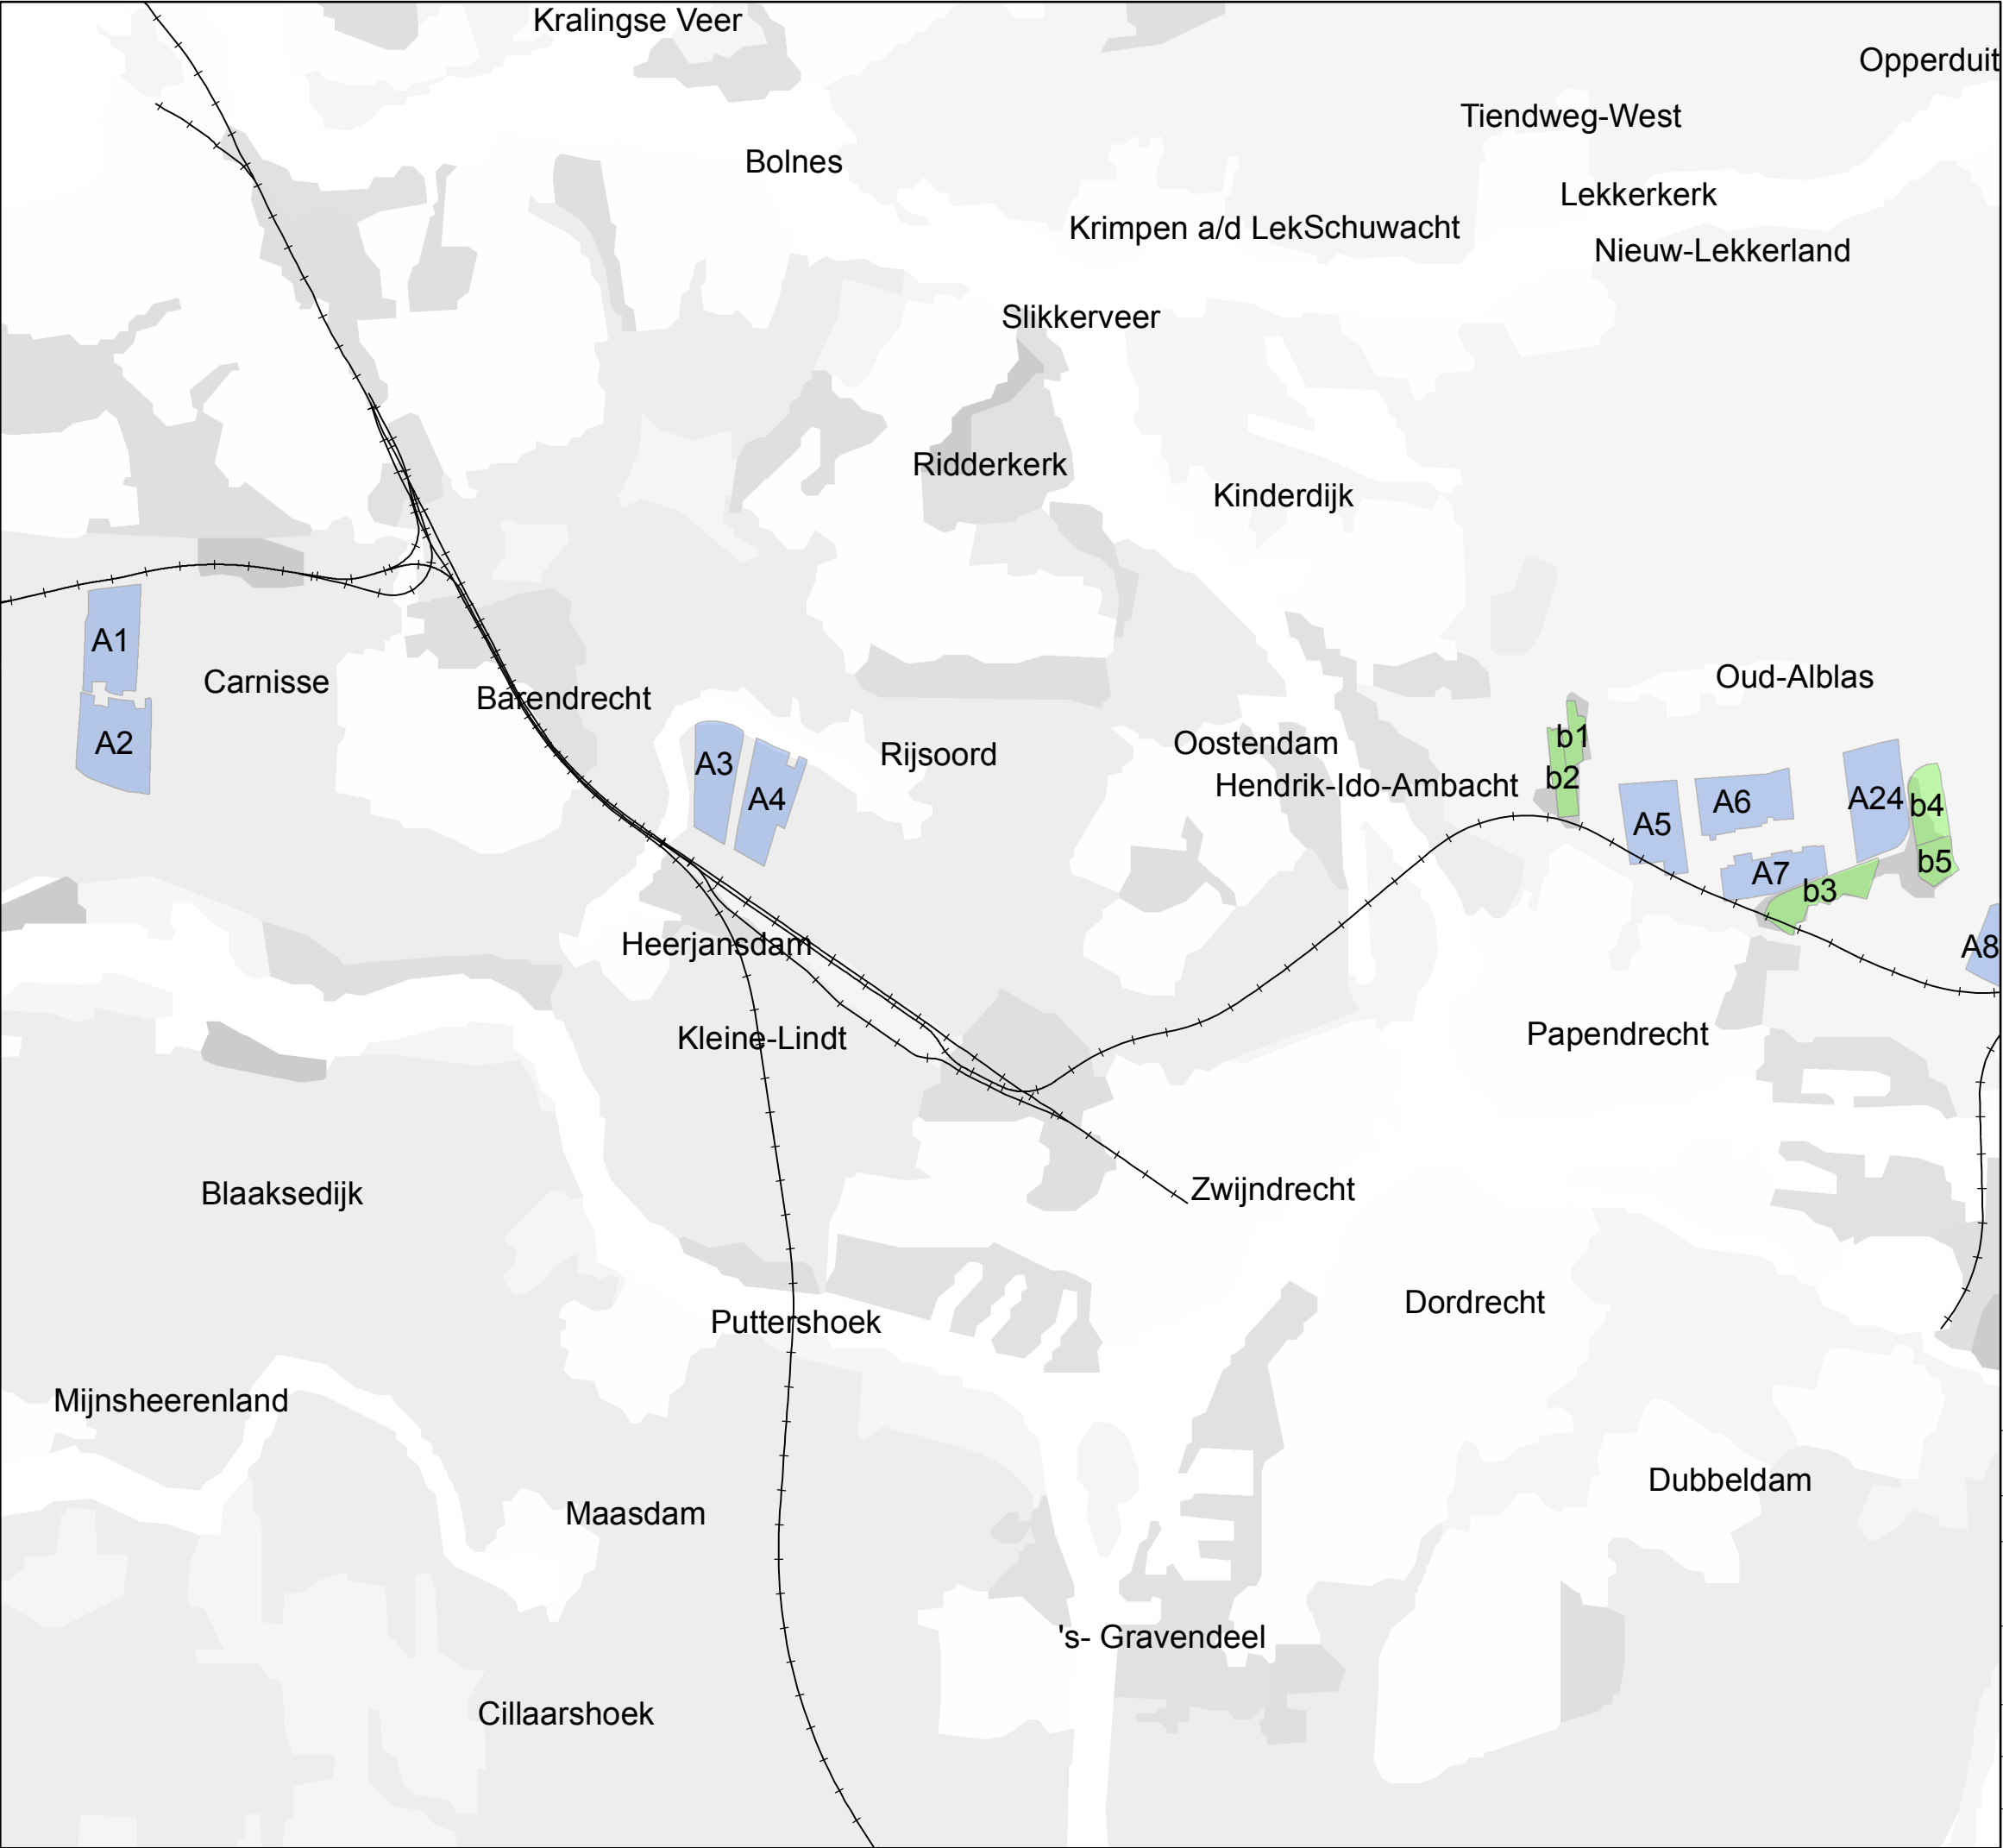 Kralingse Veer
Opperduit
Tiendweg-West
Bolnes
Lekkerkerk
Krimpen a/d LekSchuwacht
Nieuw-Lekkerland
Slikkerveer
Ridderkerk
Kinderdijk
A1
Carnisse
Barendrecht
Oud-Alblas
A2
A3
A4
Rijsoord
Oostendam
Hendrik-Ido-Ambacht
b1
b2
A5
A6
A24
b4
A7
b3
b5
Heerjansdam
A8
Kleine-Lindt
Papendrecht
Blaaksedijk
Zwijndrecht
Puttershoek
Dordrecht
Mijnsheerenland
Maasdam
Dubbeldam
's- Gravendeel
Cillaarshoek